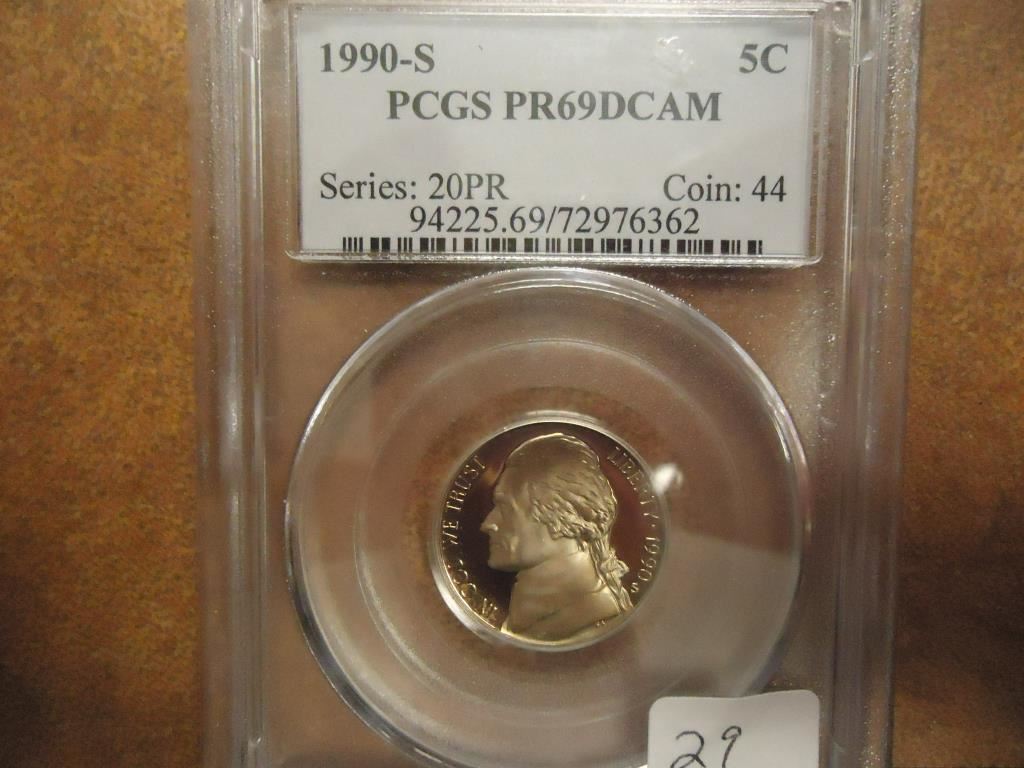 1990-S 5C
PCGS PR69DCAM
Series: 20PR Coin: 44
94225.69/72976362
IN GOD WE TRUST
LIBERTY · 1990 S
29